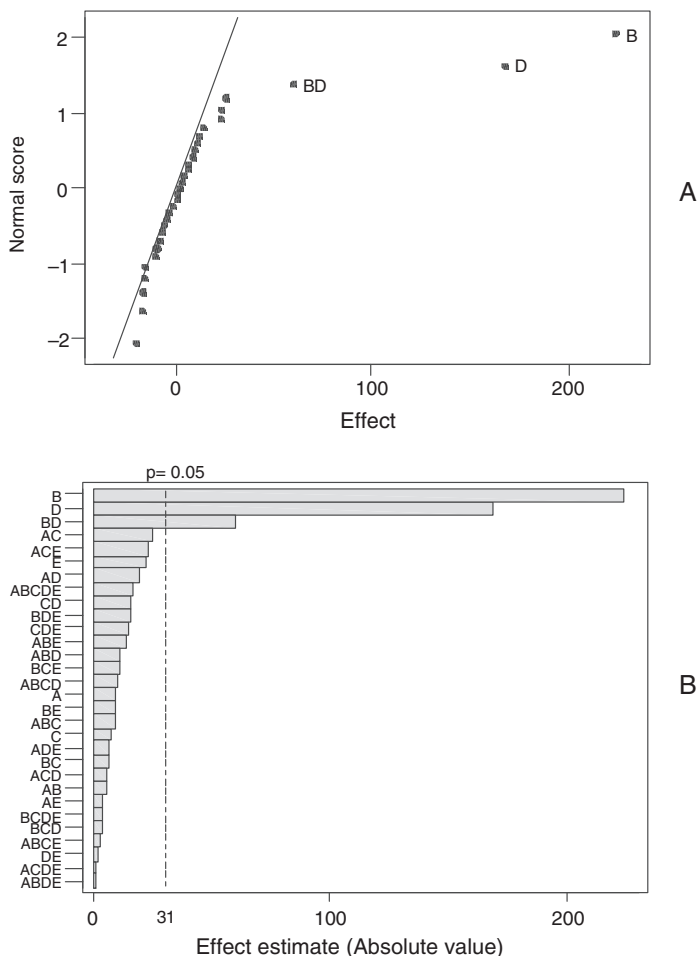 2
B
D
BD
1
Normal score
0
A
−1
−2
0 100 200
Effect
p= 0.05
B
D
BD
AC
ACE
E
AD
ABCDE
CD
BDE
CDE
ABE
ABD
BCE
ABCD
A
BE
B
ABC
C
ADE
BC
ACD
AB
AE
BCDE
BCD
ABCE
DE
ACDE
ABDE
0 31 100 200
Effect estimate (Absolute value)